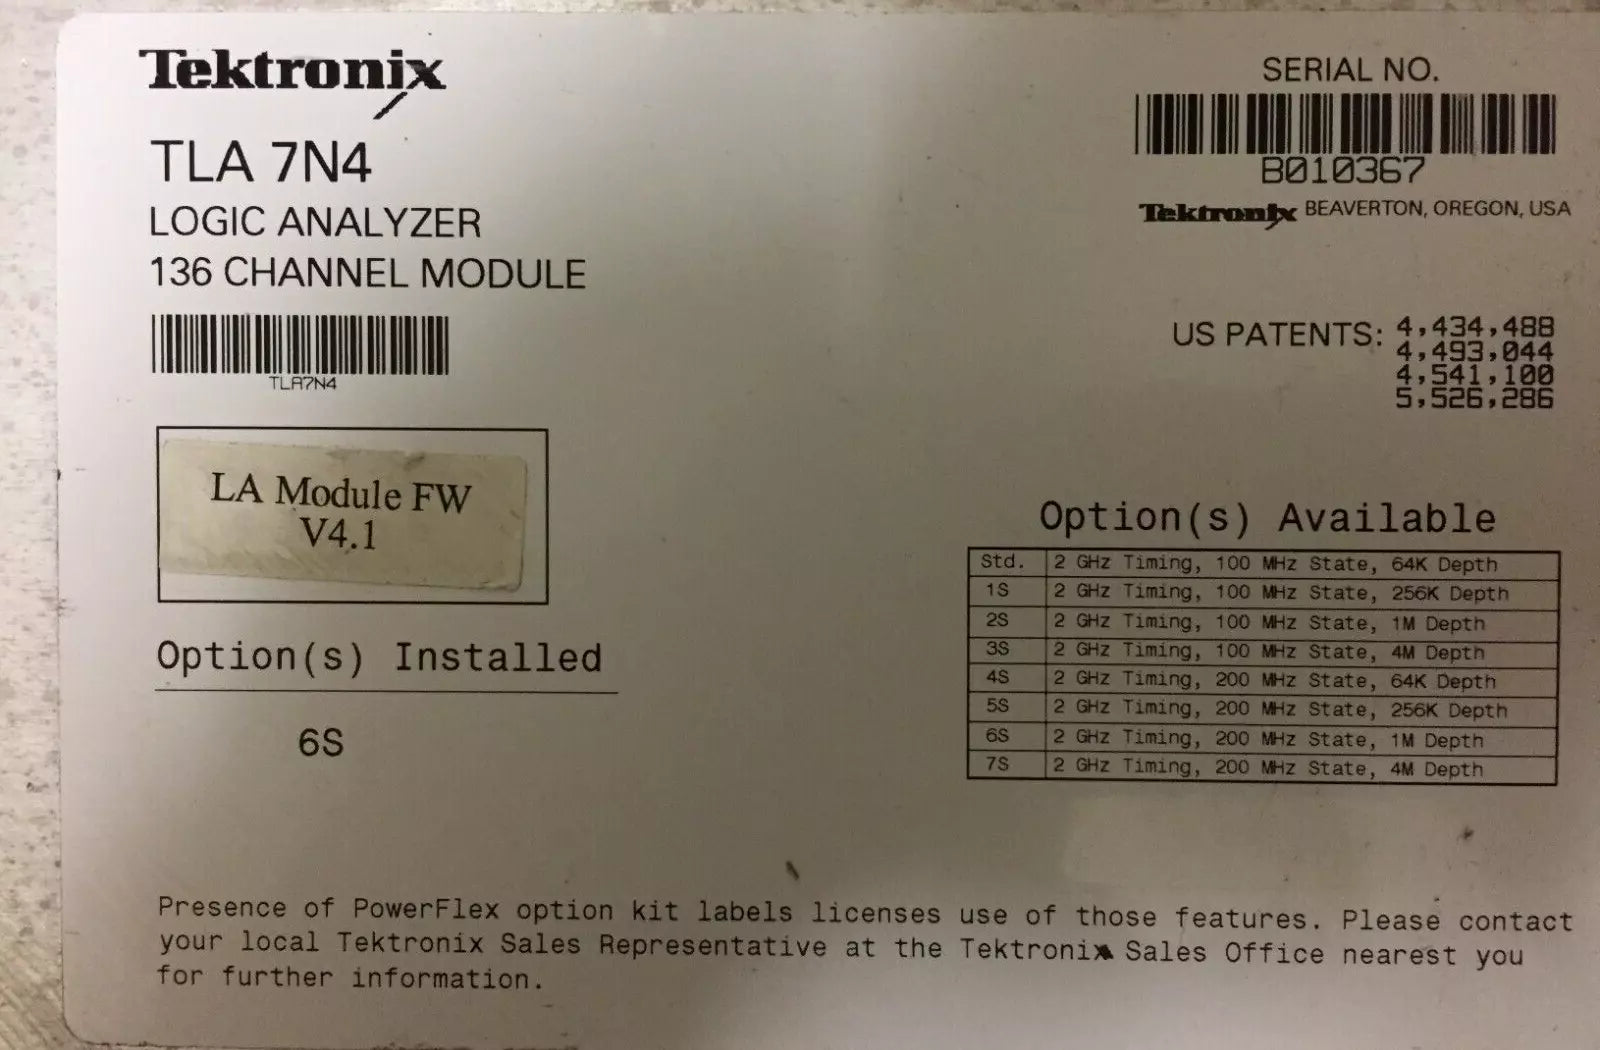 Tektronix
TLA 7N4
LOGIC ANALYZER
136 CHANNEL MODULE
TLA7N4
LA Module FW
V4.1
Option(s) Installed
6S
SERIAL NO.
B010367
Tektronix BEAVERTON, OREGON, USA
US PATENTS: 4,434,488
4,493,044
4,541,100
5,526,286
Option(s) Available
Std. 2 GHz Timing, 100 MHz State, 64K Depth
1S 2 GHz Timing, 100 MHz State, 256K Depth
2S 2 GHz Timing, 100 MHz State, 1M Depth
3S 2 GHz Timing, 100 MHz State, 4M Depth
4S 2 GHz Timing, 200 MHz State, 64K Depth
5S 2 GHz Timing, 200 MHz State, 256K Depth
6S 2 GHz Timing, 200 MHz State, 1M Depth
7S 2 GHz Timing, 200 MHz State, 4M Depth
Presence of PowerFlex option kit labels licenses use of those features. Please contact
your local Tektronix Sales Representative at the Tektronix Sales Office nearest you
for further information.